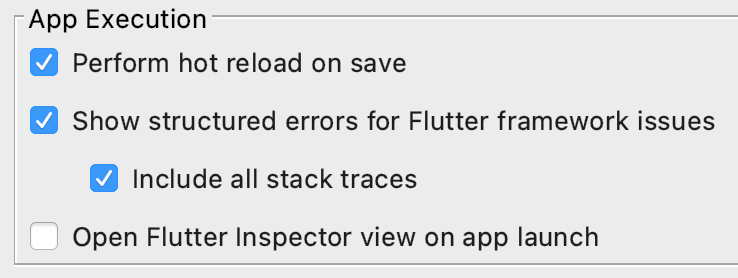 App Execution
Perform hot reload on save
Show structured errors for Flutter framework issues
Include all stack traces
Open Flutter Inspector view on app launch